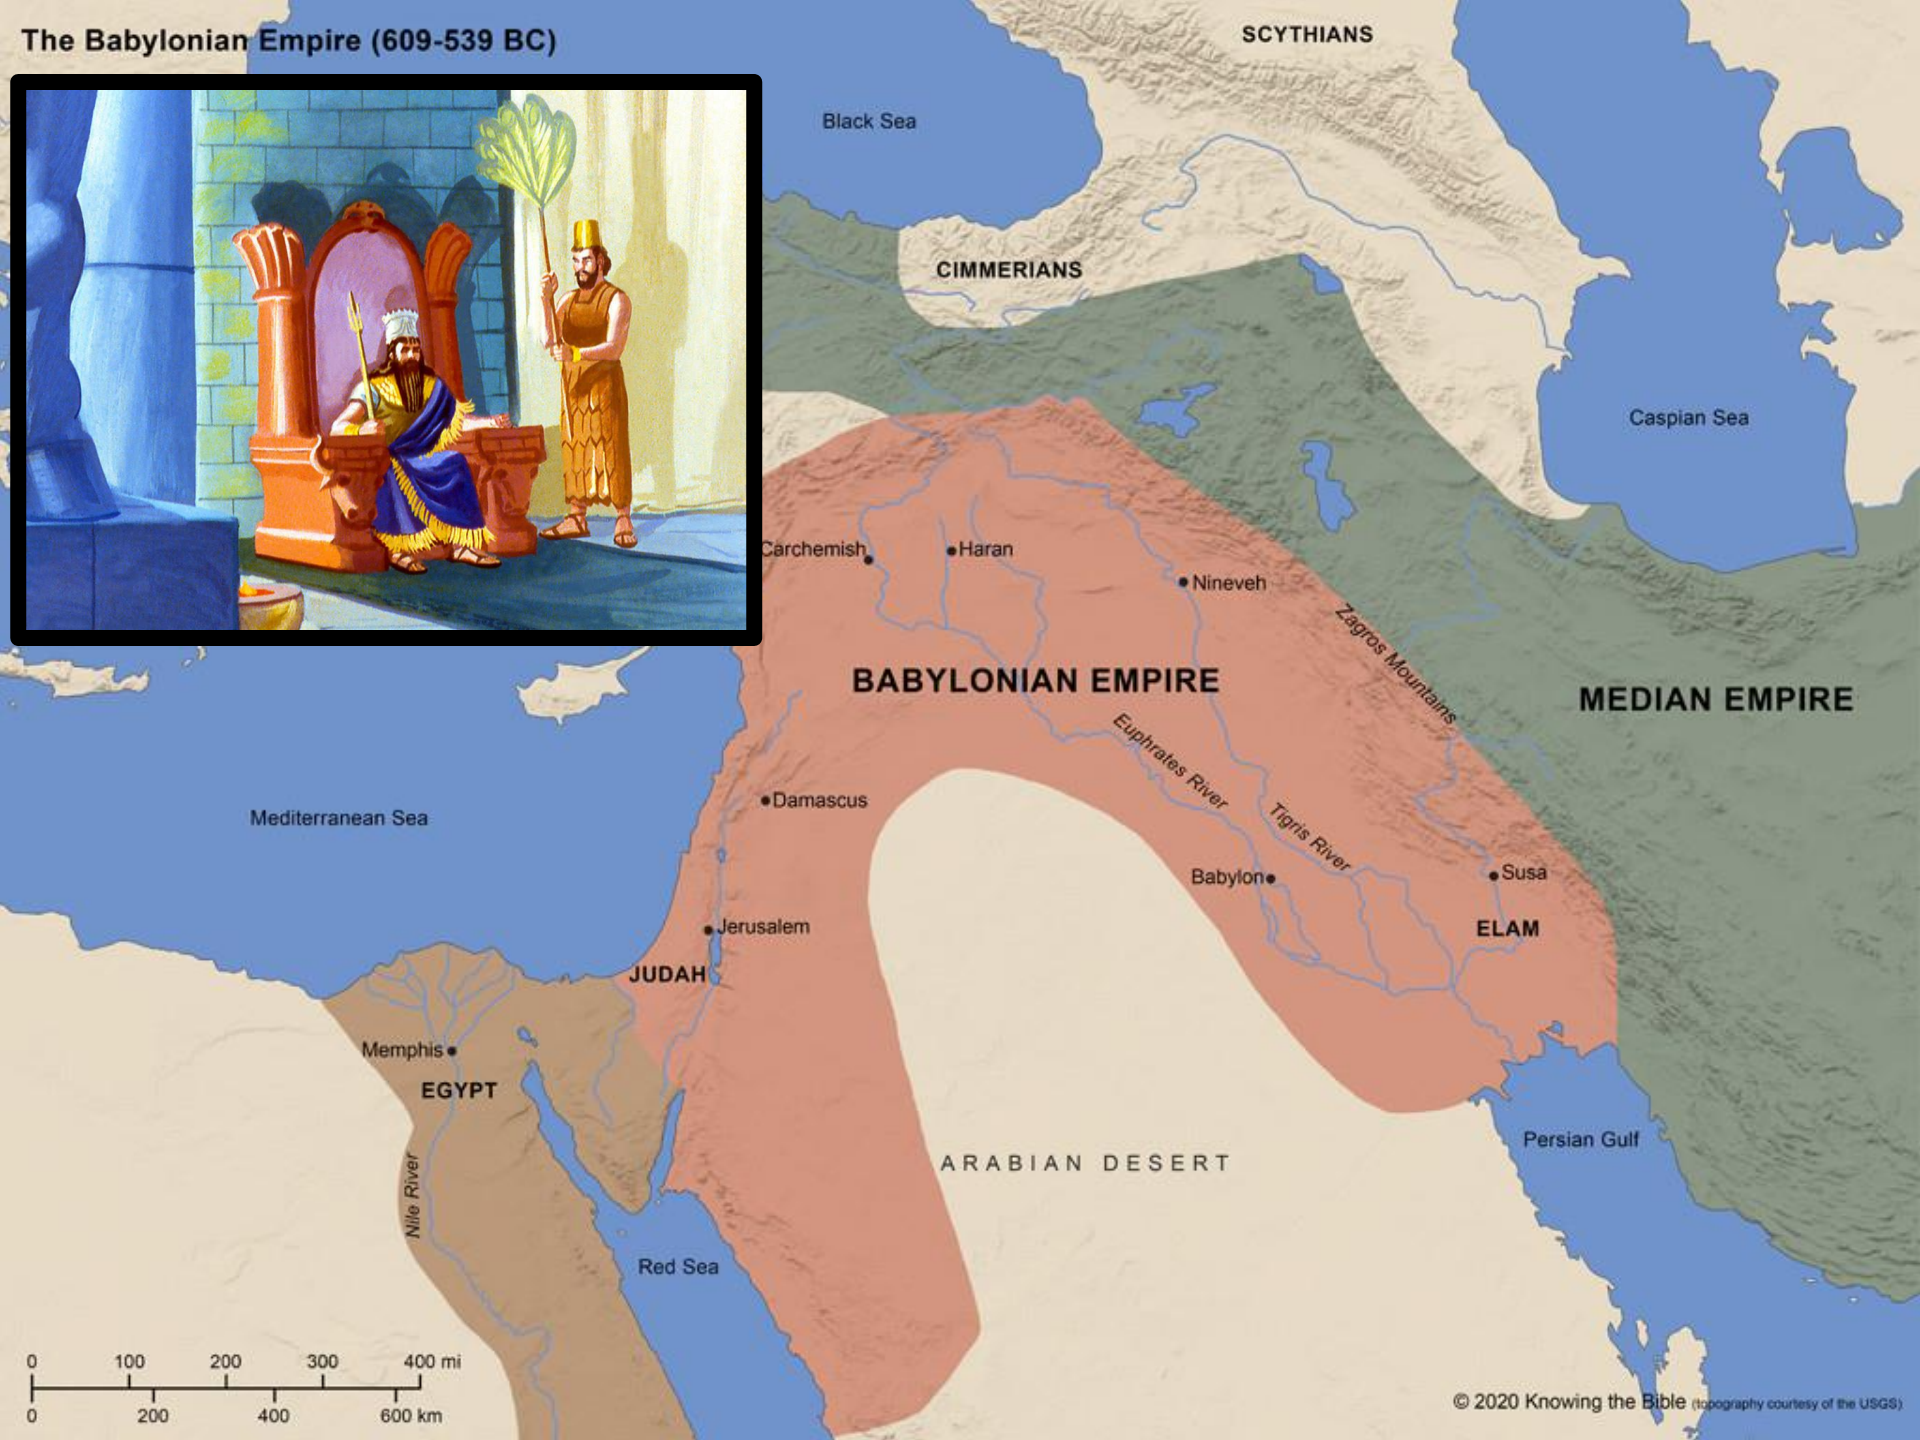 The Babylonian Empire (609-539 BC)
SCYTHIANS
Black Sea
CIMMERIANS
Caspian Sea
Carchemish
Haran
Nineveh
Zagros Mountains
BABYLONIAN EMPIRE
MEDIAN EMPIRE
Euphrates River
Mediterranean Sea
Damascus
Tigris River
Babylon
Susa
ELAM
Jerusalem
JUDAH
Memphis
EGYPT
Persian Gulf
ARABIAN DESERT
Nile River
Red Sea
0 100 200 300 400 mi
0 200 400 600 km
© 2020 Knowing the Bible (topography courtesy of the USGS)